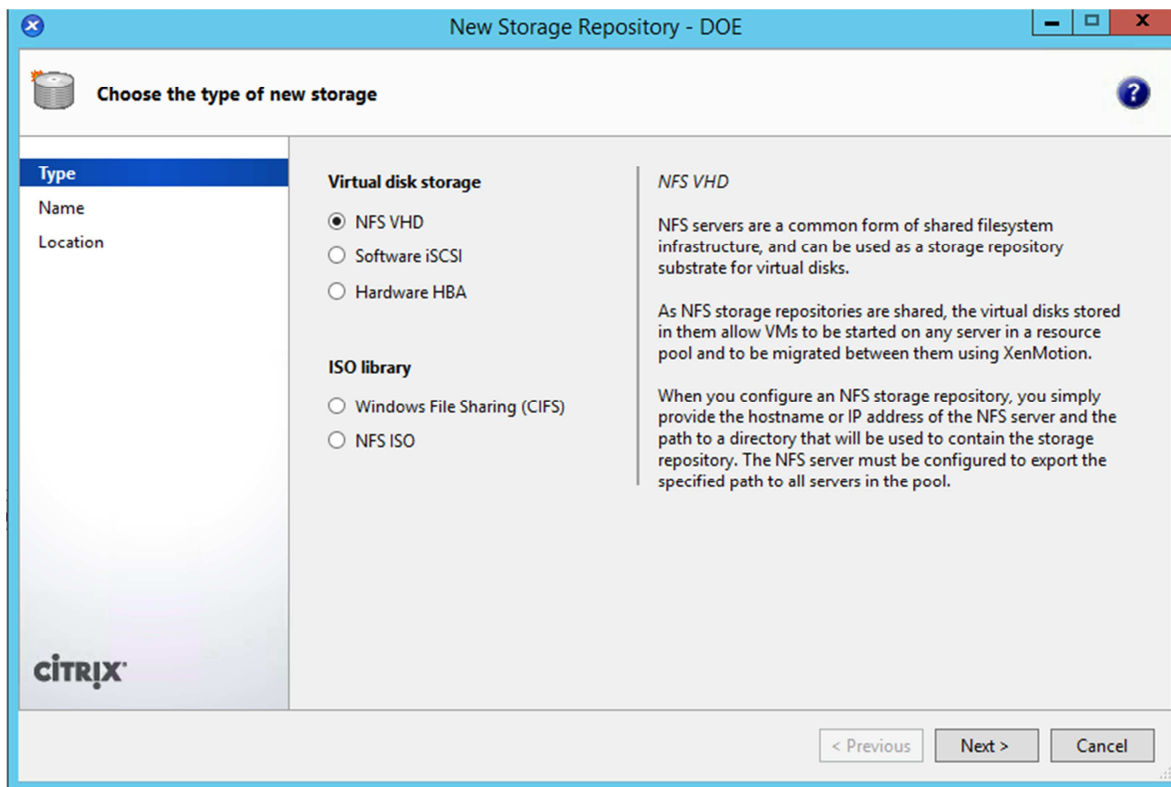 New Storage Repository - DOE
Choose the type of new storage
?
Type
Name
Location
Virtual disk storage
NFS VHD
Software iSCSI
Hardware HBA
ISO library
Windows File Sharing (CIFS)
NFS ISO
NFS VHD
NFS servers are a common form of shared filesystem
infrastructure, and can be used as a storage repository
substrate for virtual disks.
As NFS storage repositories are shared, the virtual disks stored
in them allow VMs to be started on any server in a resource
pool and to be migrated between them using XenMotion.
When you configure an NFS storage repository, you simply
provide the hostname or IP address of the NFS server and the
path to a directory that will be used to contain the storage
repository. The NFS server must be configured to export the
specified path to all servers in the pool.
CİTRIX
< Previous
Next >
Cancel